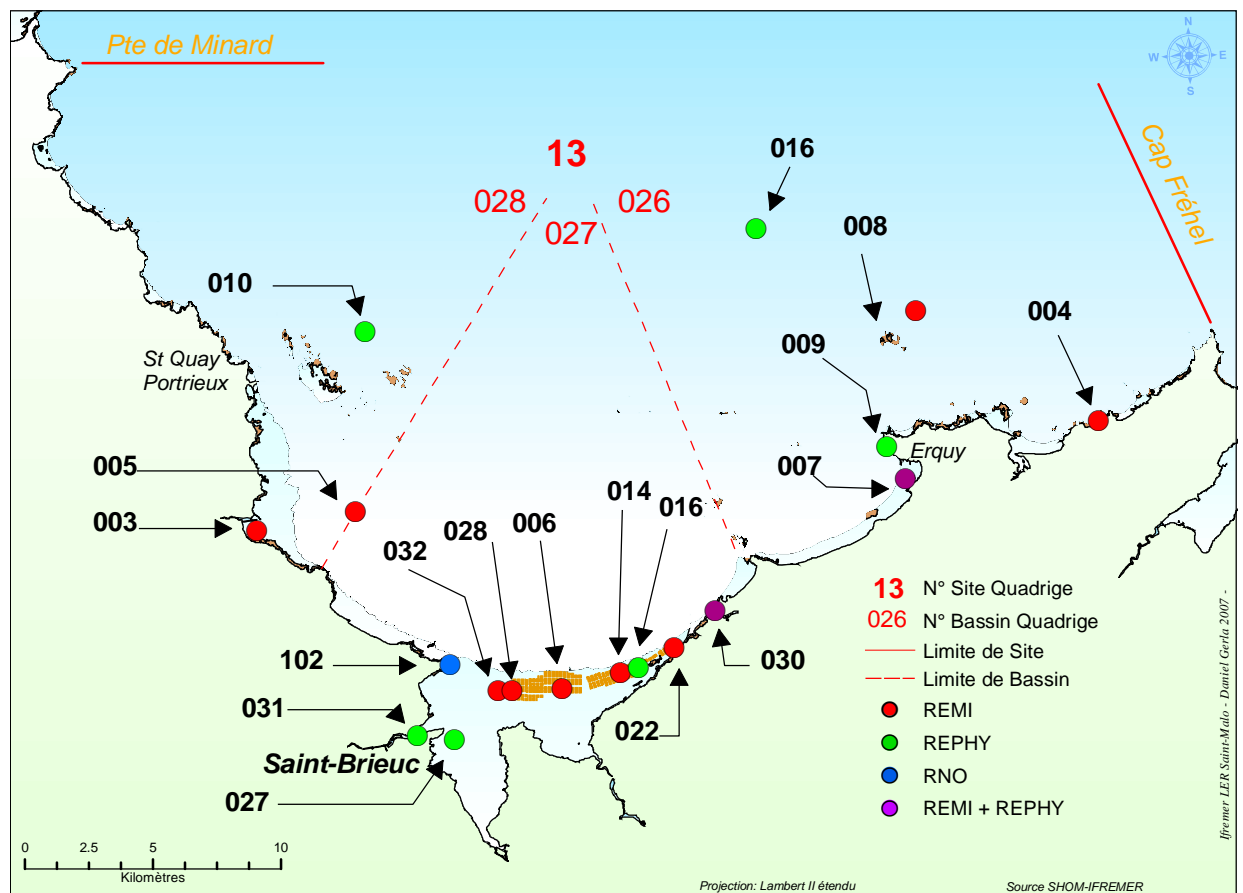 Pte de Minard
N
W E
S
13
016
028 026
027
Cap Fréhel
008
010
004
009
St Quay
Portrieux
Erquy
005
007
014
016
003
028
006
032
13 N° Site Quadrige
026 N° Bassin Quadrige
Limite de Site
102
030
Limite de Bassin
031
REMI
022
REPHY
Saint-Brieuc
RNO
027
REMI + REPHY
0 2.5 5 10
Kilomètres
Projection: Lambert II étendu
Source SHOM-IFREMER
Ifremer LER Saint-Malo - Daniel Gerla 2007 -